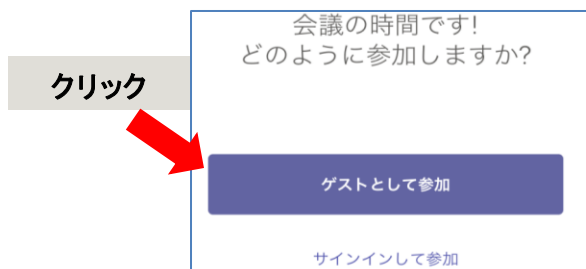 会議の時間です!
どのように参加しますか?
クリック
ゲストとして参加
サインインして参加